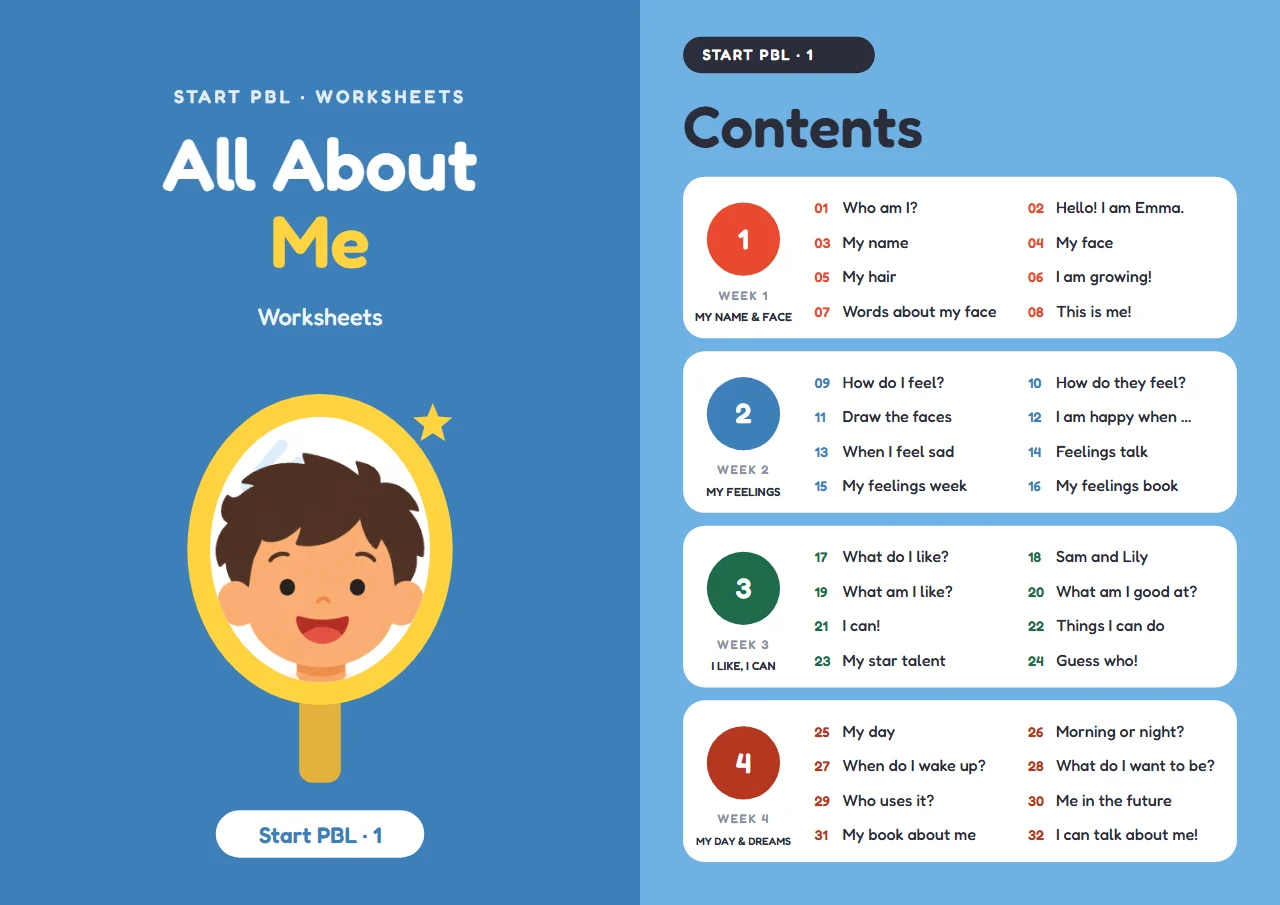 START PBL · WORKSHEETS
All About
Me
Worksheets
Start PBL · 1
START PBL · 1
Contents
1
WEEK 1
MY NAME & FACE
01 Who am I?
02 Hello! I am Emma.
03 My name
04 My face
05 My hair
06 I am growing!
07 Words about my face
08 This is me!
2
WEEK 2
MY FEELINGS
09 How do I feel?
10 How do they feel?
11 Draw the faces
12 I am happy when ...
13 When I feel sad
14 Feelings talk
15 My feelings week
16 My feelings book
3
WEEK 3
I LIKE, I CAN
17 What do I like?
18 Sam and Lily
19 What am I like?
20 What am I good at?
21 I can!
22 Things I can do
23 My star talent
24 Guess who!
4
WEEK 4
MY DAY & DREAMS
25 My day
26 Morning or night?
27 When do I wake up?
28 What do I want to be?
29 Who uses it?
30 Me in the future
31 My book about me
32 I can talk about me!